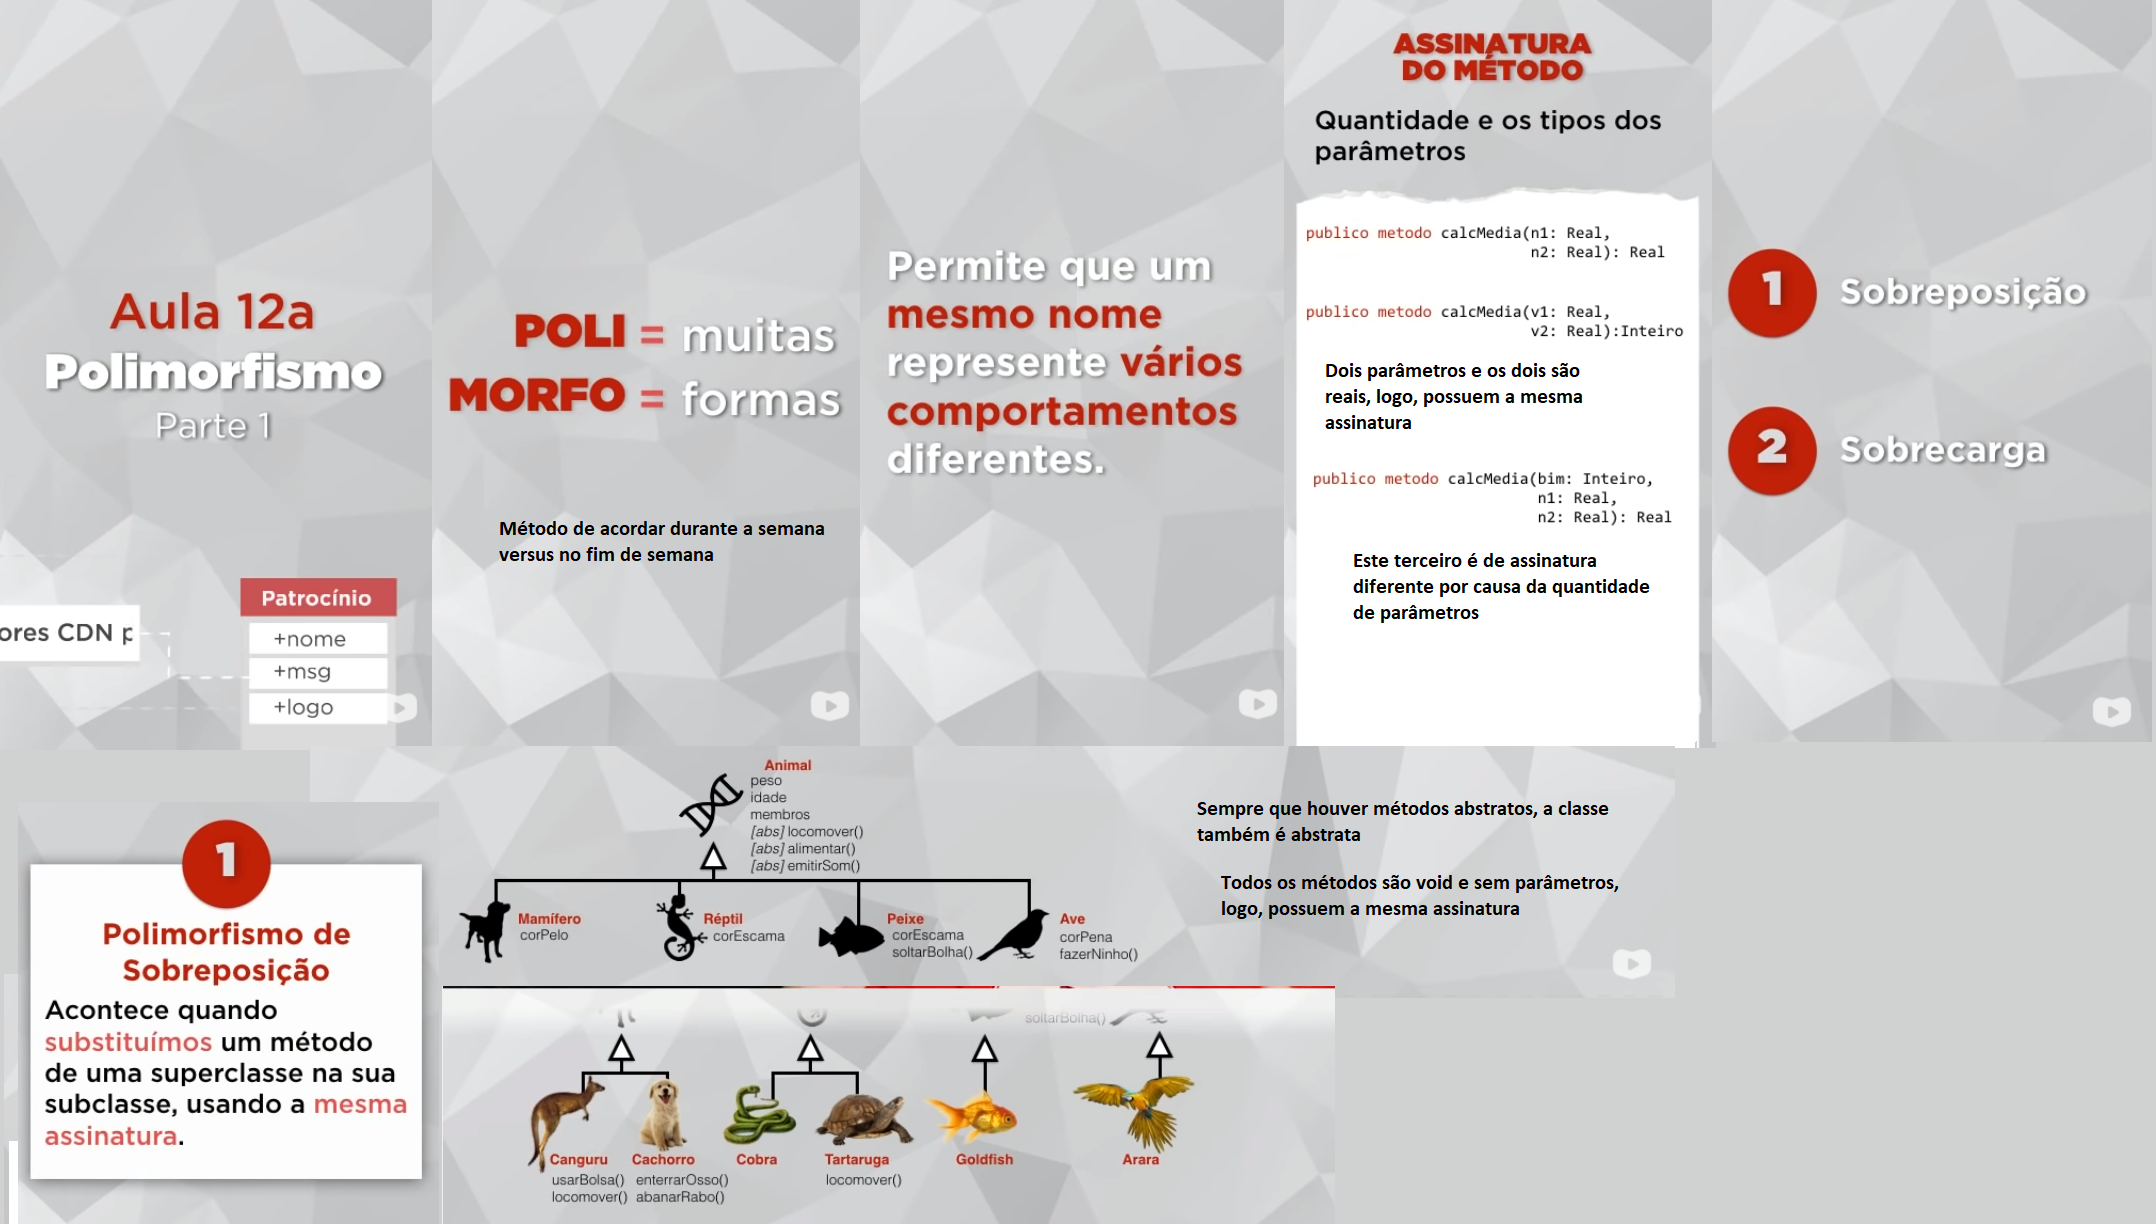 Aula 12a
Polimorfismo
Parte 1
ores CDN p
Patrocínio
+nome
+msg
+logo
POLI = muitas
MORFO = formas
Método de acordar durante a semana
versus no fim de semana
Permite que um
mesmo nome
represente vários
comportamentos
diferentes.
ASSINATURA
DO MÉTODO
Quantidade e os tipos dos
parâmetros
publico metodo calcMedia(n1: Real,
n2: Real): Real
publico metodo calcMedia(v1: Real,
v2: Real):Inteiro
Dois parâmetros e os dois são
reais, logo, possuem a mesma
assinatura
publico metodo calcMedia(bim: Inteiro,
n1: Real,
n2: Real): Real
Este terceiro é de assinatura
diferente por causa da quantidade
de parâmetros
1 Sobreposição
2 Sobrecarga
1
Polimorfismo de
Sobreposição
Acontece quando
substituímos um método
de uma superclasse na sua
subclasse, usando a mesma
assinatura.
Animal
peso
idade
membros
[abs] locomover()
[abs] alimentar()
[abs] emitirSom()
Mamífero
corPelo
Réptil
corEscama
Peixe
corEscama
soltarBolha()
Ave
corPena
fazerNinho()
Sempre que houver métodos abstratos, a classe
também é abstrata
Todos os métodos são void e sem parâmetros,
logo, possuem a mesma assinatura
soltarBolha()
Canguru
usarBolsa()
locomover()
Cachorro
enterrarOsso()
abanarRabo()
Cobra
Tartaruga
locomover()
Goldfish
Arara